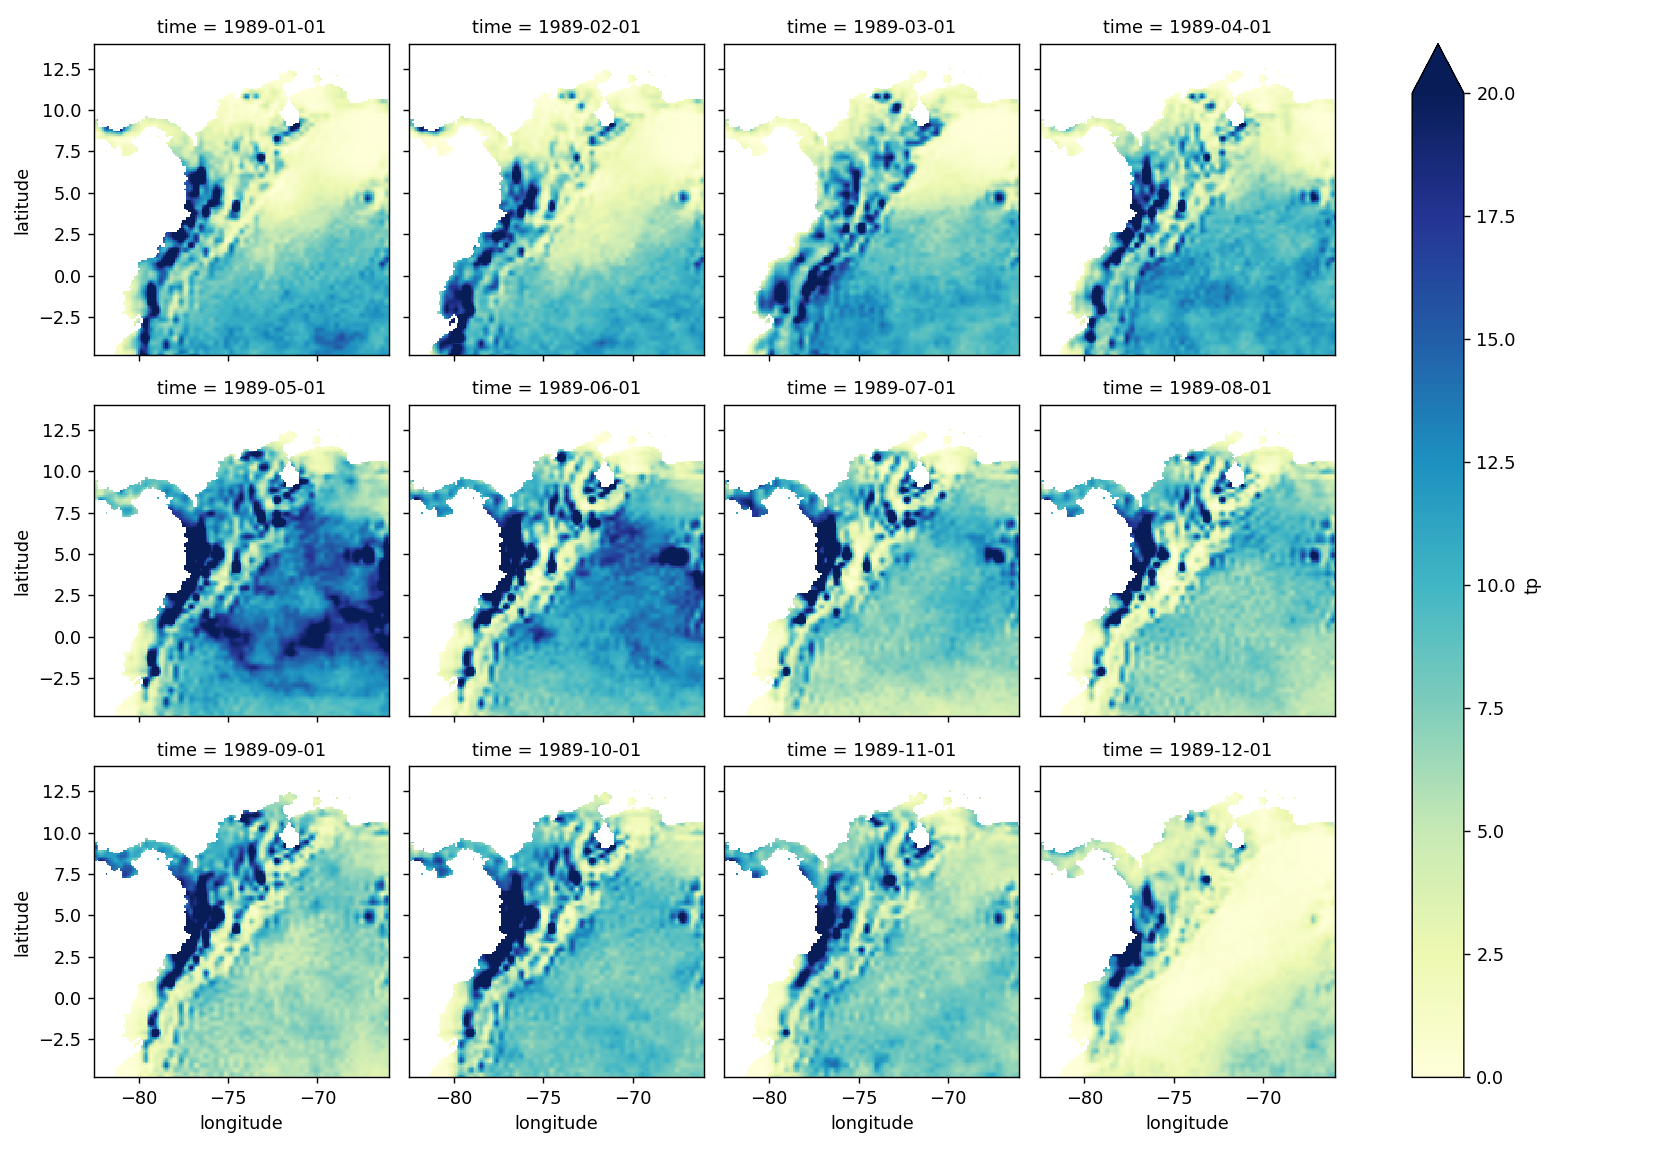 time = 1989-01-01
time = 1989-02-01
time = 1989-03-01
time = 1989-04-01
12.5
10.0
7.5
5.0
2.5
0.0
−2.5
latitude
time = 1989-05-01
time = 1989-06-01
time = 1989-07-01
time = 1989-08-01
12.5
10.0
7.5
5.0
2.5
0.0
−2.5
latitude
time = 1989-09-01
time = 1989-10-01
time = 1989-11-01
time = 1989-12-01
12.5
10.0
7.5
5.0
2.5
0.0
−2.5
latitude
−80 −75 −70
longitude
−80 −75 −70
longitude
−80 −75 −70
longitude
−80 −75 −70
longitude
20.0
17.5
15.0
12.5
10.0
7.5
5.0
2.5
0.0
tp